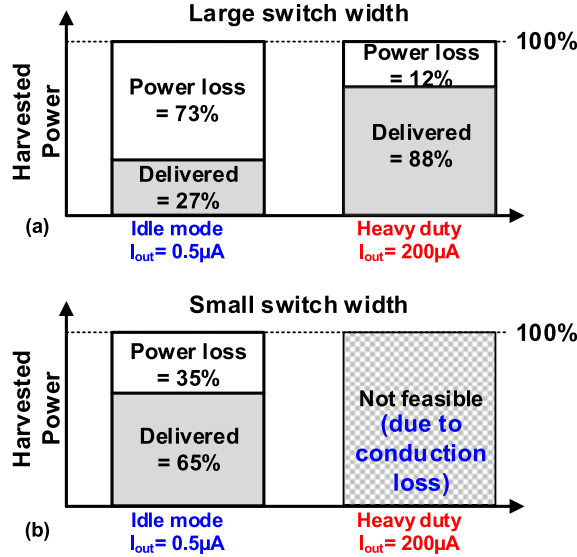 Large switch width
100%
Harvested
Power
Power loss
= 73%
Delivered
= 27%
Power loss
= 12%
Delivered
= 88%
(a)
Idle mode
Iout= 0.5µA
Heavy duty
Iout= 200µA
Small switch width
100%
Harvested
Power
Power loss
= 35%
Delivered
= 65%
Not feasible
(due to
conduction
loss)
(b)
Idle mode
Iout= 0.5µA
Heavy duty
Iout= 200µA